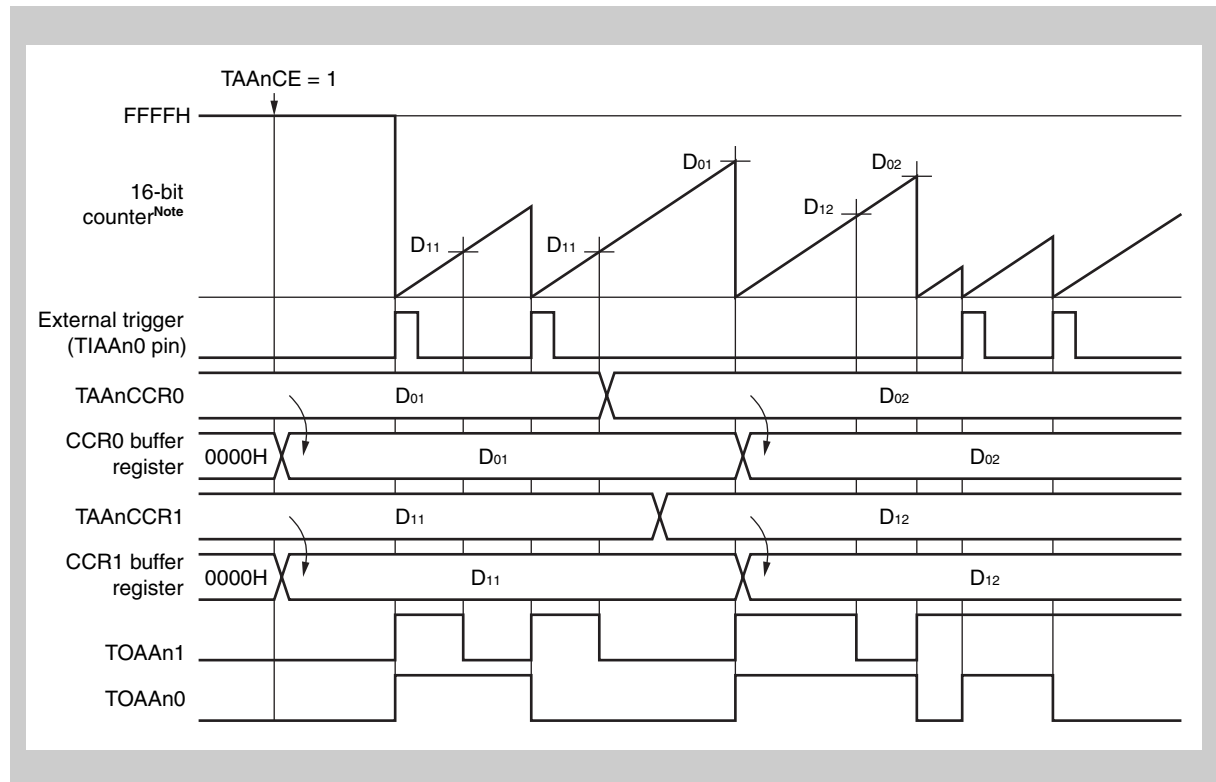 TAAnCE = 1
FFFFH
16-bit
counterNote
D01
D02
D12
D11
D11
External trigger
(TIAAn0 pin)
TAAnCCR0
D01
D02
CCR0 buffer
register
0000H
D01
D02
TAAnCCR1
D11
D12
CCR1 buffer
register
0000H
D11
D12
TOAAn1
TOAAn0